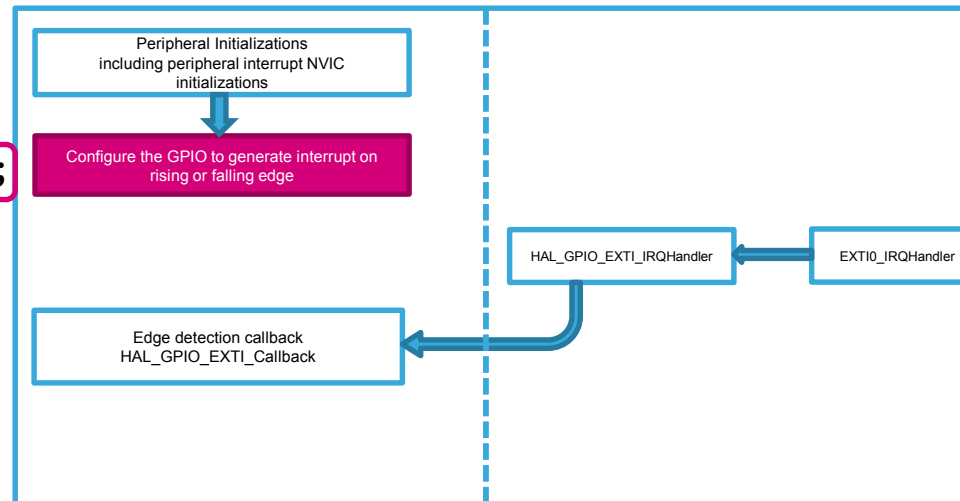 Peripheral Initializations
including peripheral interrupt NVIC
initializations
Configure the GPIO to generate interrupt on
rising or falling edge
;
HAL_GPIO_EXTI_IRQHandler
EXTI0_IRQHandler
Edge detection callback
HAL_GPIO_EXTI_Callback